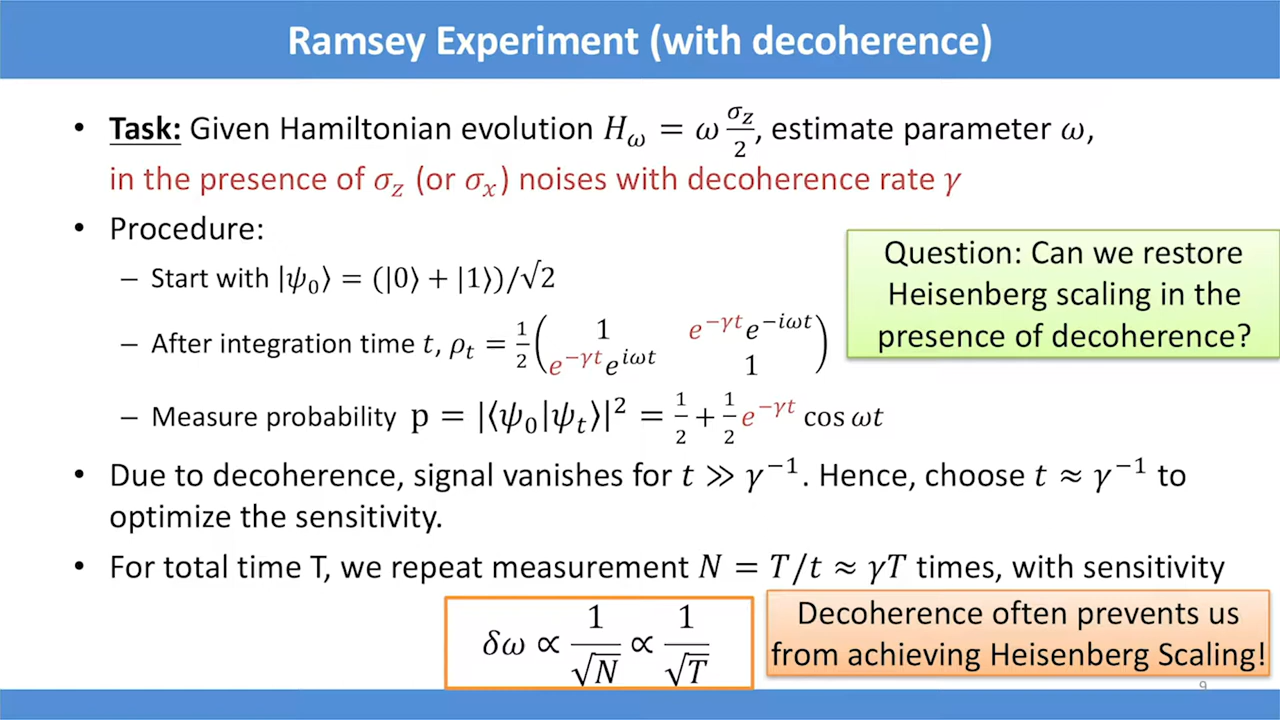 Ramsey Experiment (with decoherence)
• Task: Given Hamiltonian evolution H_ω = ω σ_z/2, estimate parameter ω,
in the presence of σ_z (or σ_x) noises with decoherence rate γ
• Procedure:
– Start with |ψ_0⟩ = (|0⟩ + |1⟩)/√2
– After integration time t, ρ_t = 1/2 ( 1 e^{−γt}e^{−iωt} ; e^{−γt}e^{iωt} 1 )
– Measure probability p = |⟨ψ_0|ψ_t⟩|² = 1/2 + 1/2 e^{−γt} cos ωt
Question: Can we restore
Heisenberg scaling in the
presence of decoherence?
• Due to decoherence, signal vanishes for t ≫ γ^{−1}. Hence, choose t ≈ γ^{−1} to
optimize the sensitivity.
• For total time T, we repeat measurement N = T/t ≈ γT times, with sensitivity
δω ∝ 1/√N ∝ 1/√T
Decoherence often prevents us
from achieving Heisenberg Scaling!
9